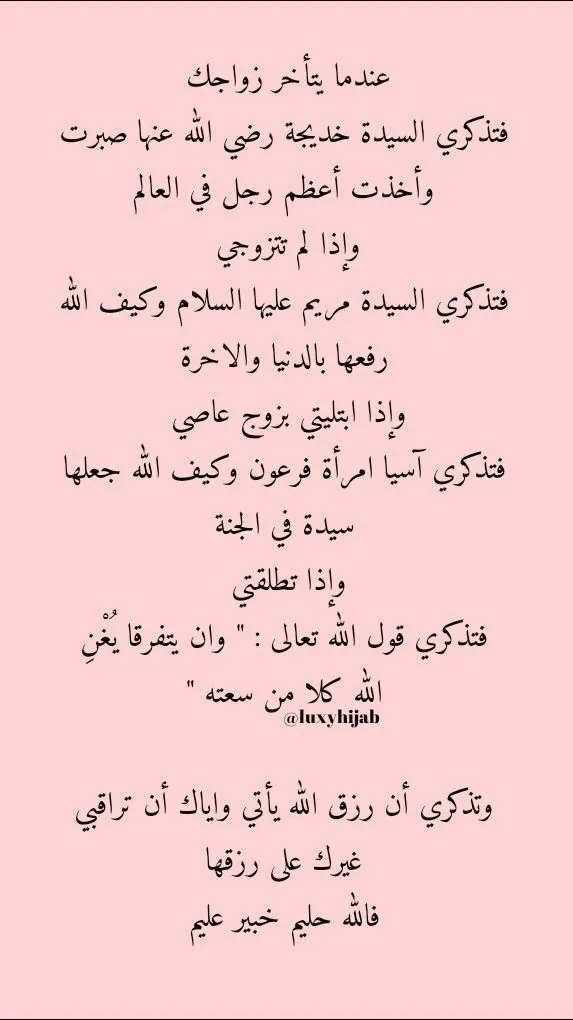 عندما يتأخر زواجك
فتذكري السيدة خديجة رضي الله عنها صبرت
وأخذت أعظم رجل في العالم
وإذا لم تتزوجي
فتذكري السيدة مريم عليها السلام وكيف الله
رفعها بالدنيا والاخرة
وإذا ابتليتي بزوج عاصي
فتذكري آسيا امرأة فرعون وكيف الله جعلها
سيدة في الجنة
وإذا تطلقتي
فتذكري قول الله تعالى : " وان يتفرقا يُغْنِ
الله كلا من سعته "
@luxyhijab
وتذكري أن رزق الله يأتي واياك أن تراقبي
غيرك على رزقها
فالله حليم خبير عليم